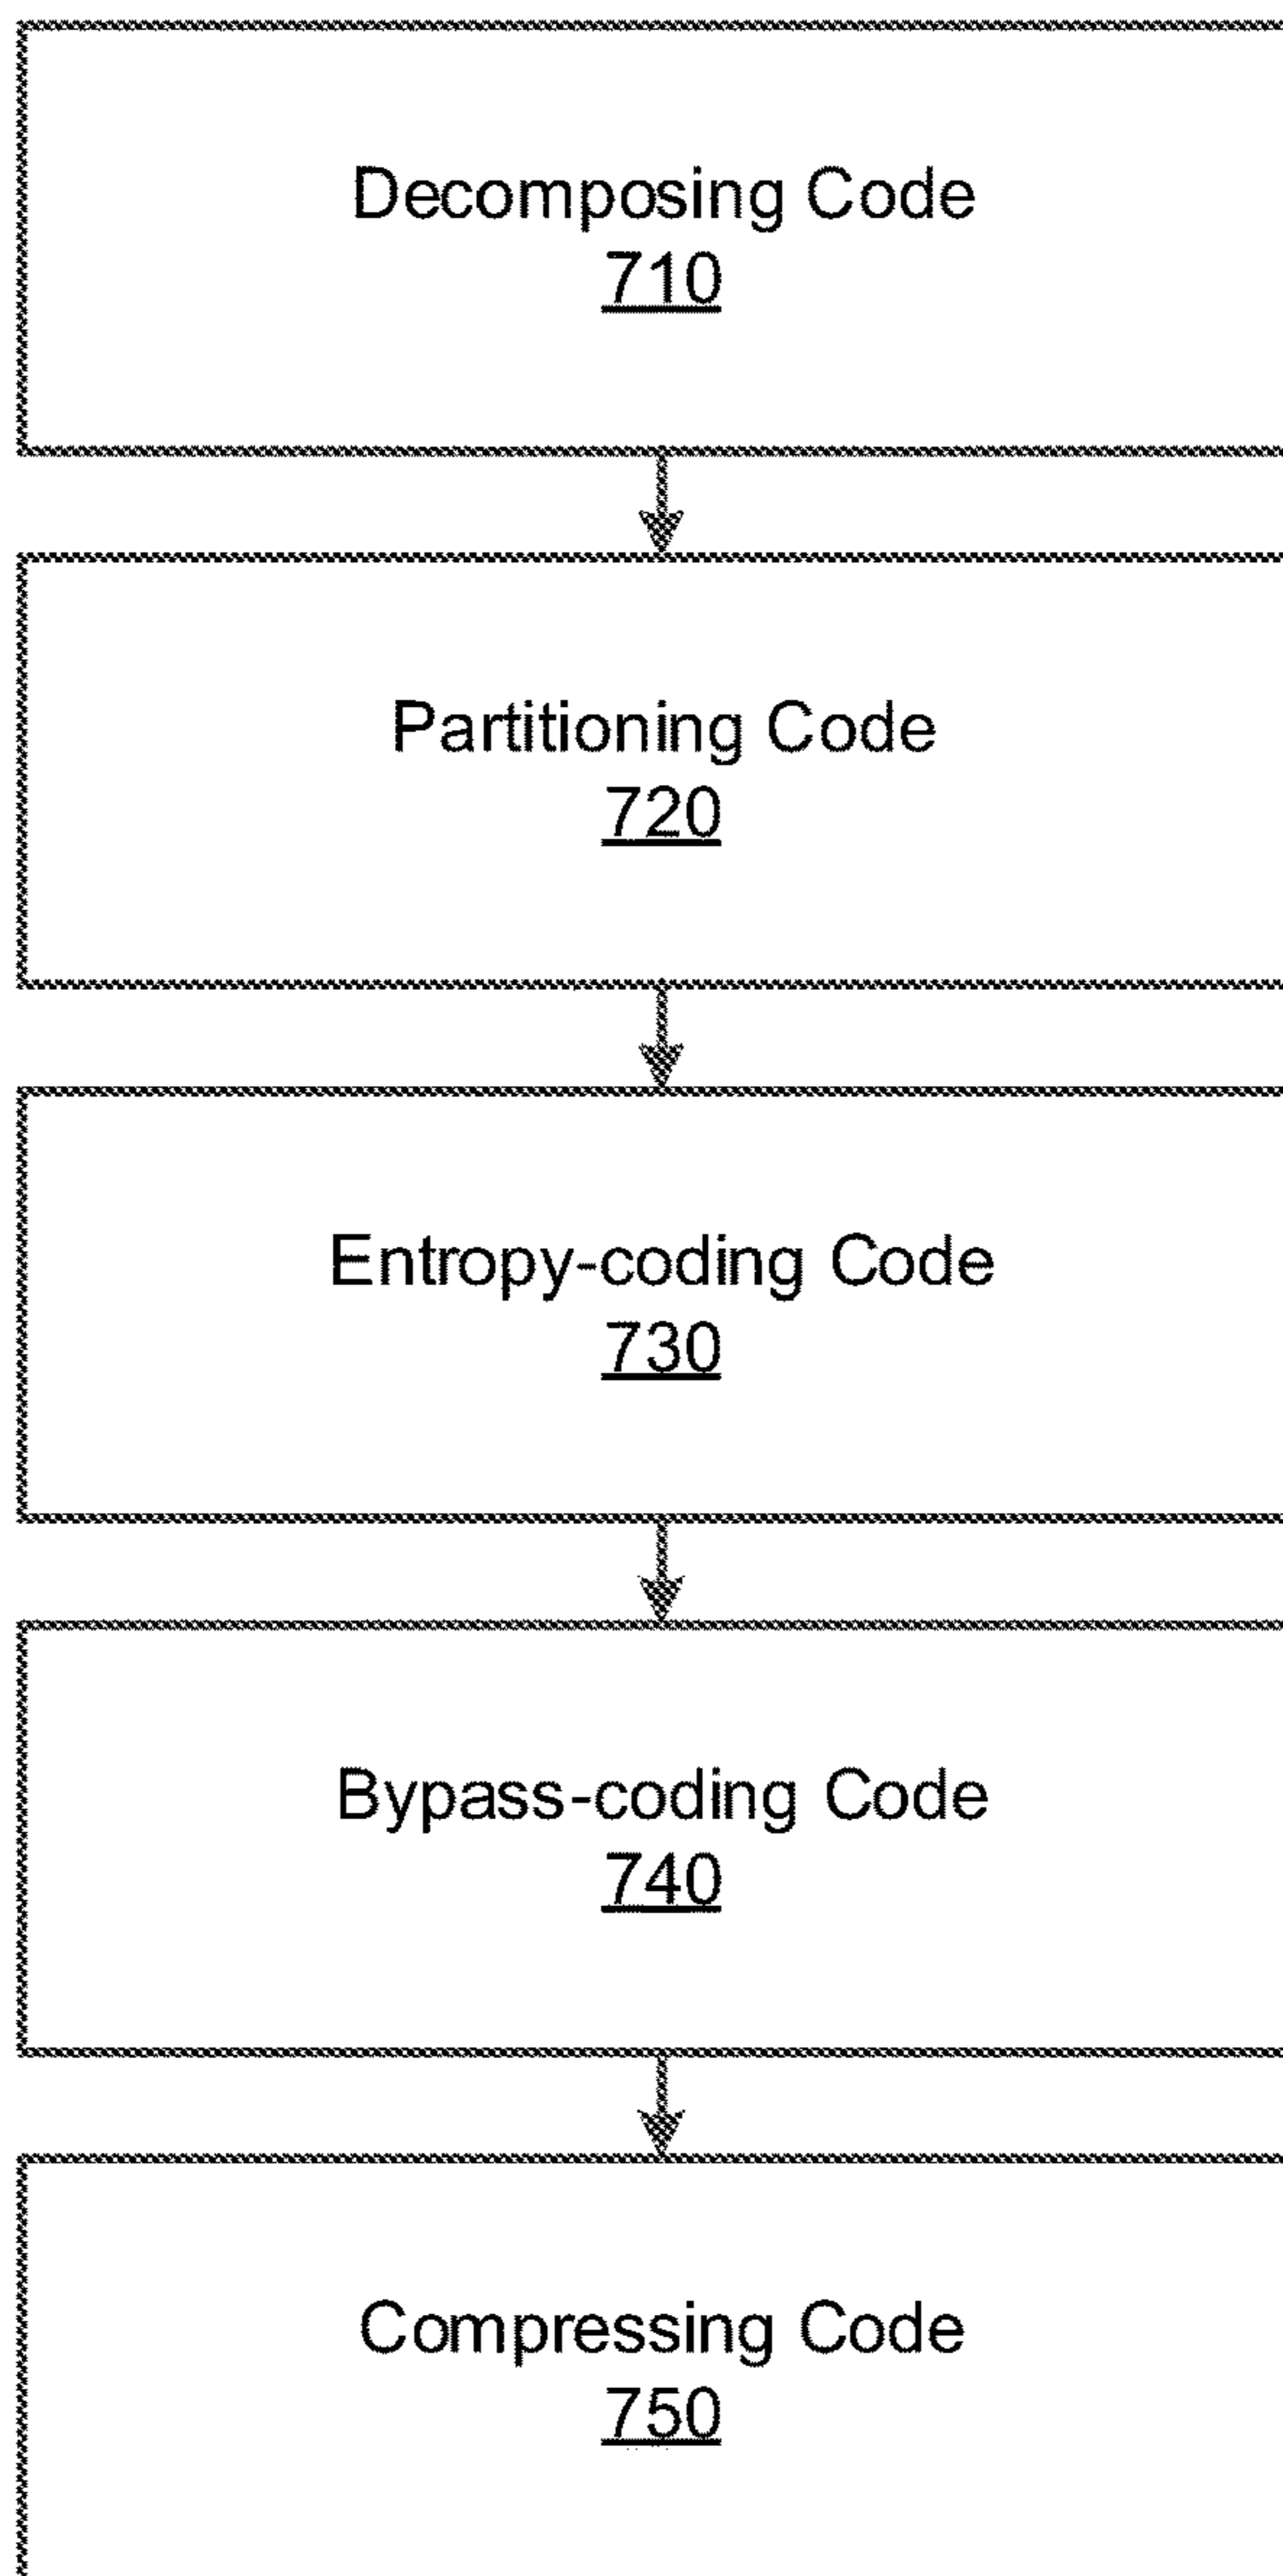 Decomposing Code
710
Partitioning Code
720
Entropy-coding Code
730
Bypass-coding Code
740
Compressing Code
750